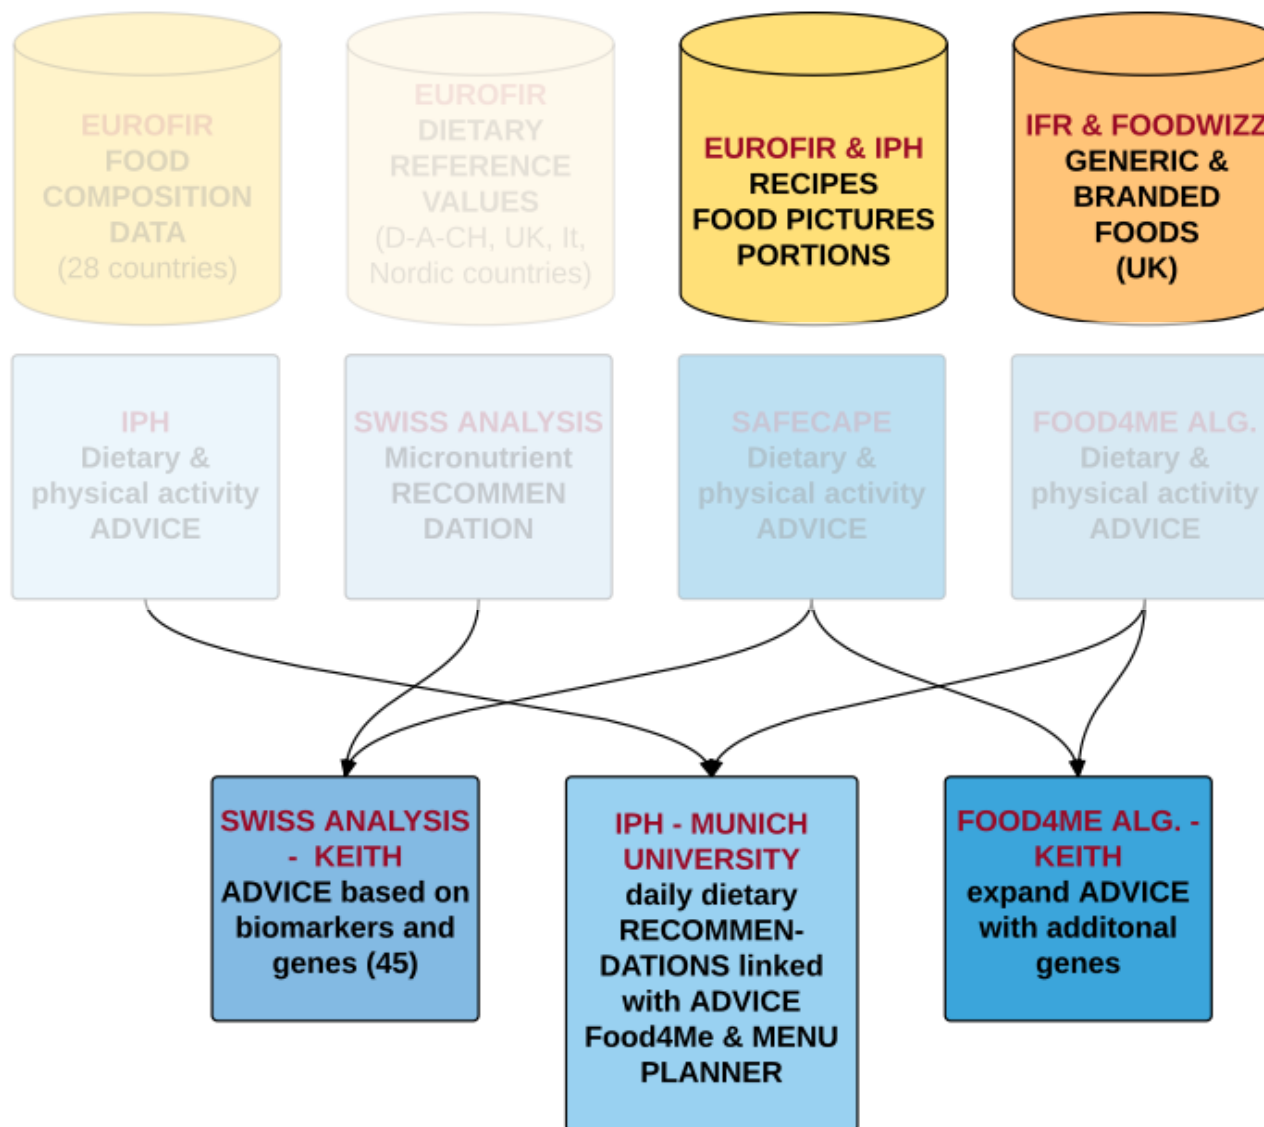 EUROFIR
FOOD
COMPOSITION
DATA
(28 countries)
EUROFIR
DIETARY
REFERENCE
VALUES
(D-A-CH, UK, It,
Nordic countries)
EUROFIR & IPH
RECIPES
FOOD PICTURES
PORTIONS
IFR & FOODWIZZ
GENERIC &
BRANDED
FOODS
(UK)
IPH
Dietary &
physical activity
ADVICE
SWISS ANALYSIS
Micronutrient
RECOMMEN
DATION
SAFECAPE
Dietary &
physical activity
ADVICE
FOOD4ME ALG.
Dietary &
physical activity
ADVICE
SWISS ANALYSIS
- KEITH
ADVICE based on
biomarkers and
genes (45)
IPH - MUNICH
UNIVERSITY
daily dietary
RECOMMEN-
DATIONS linked
with ADVICE
Food4Me & MENU
PLANNER
FOOD4ME ALG. -
KEITH
expand ADVICE
with additonal
genes